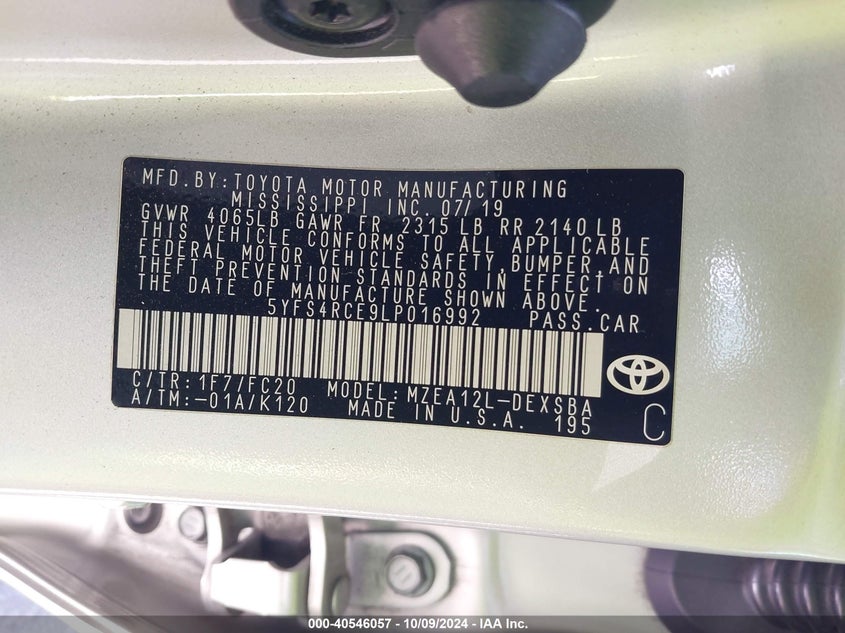 MFD.BY:TOYOTA MOTOR MANUFACTURING
MISSISSIPPI INC. 07/19
GVWR 4065LB GAWR FR 2315 LB RR 2140 LB
THIS VEHICLE CONFORMS TO ALL APPLICABLE
FEDERAL MOTOR VEHICLE SAFETY,BUMPER,AND
THEFT PREVENTION STANDARDS IN EFFECT ON
THE DATE OF MANUFACTURE SHOWN ABOVE.
5YFS4RCE9LP016992 PASS.CAR
C/TR:1F7/FC20 MODEL:MZEA12L-DEXSBA
A/TM:-01A/K120 MADE IN U.S.A. 195
C
000-40546057 - 10/09/2024 - IAA Inc.